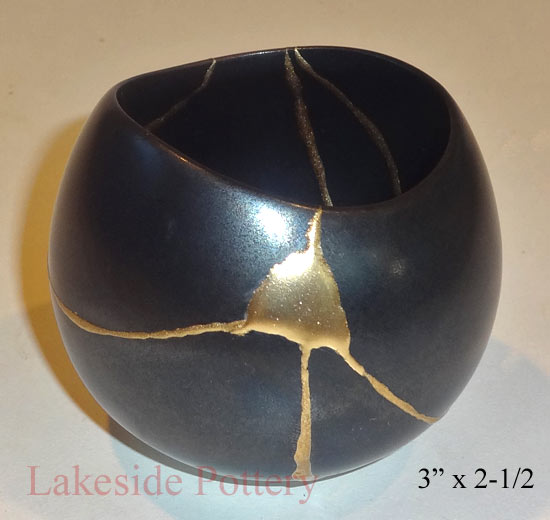 Lakeside Pottery
3” x 2-1/2